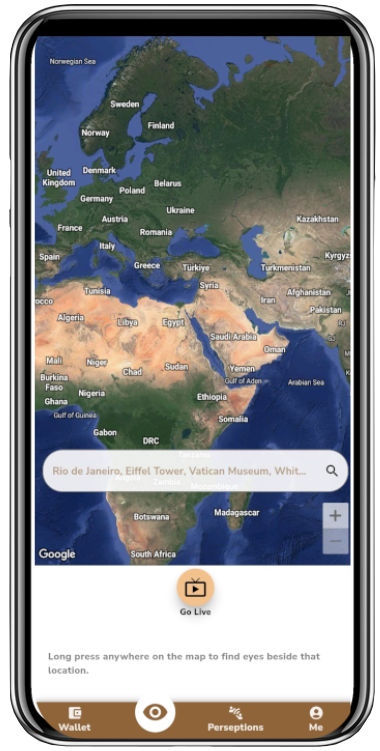 Norwegian Sea
Sweden
Finland
Norway
United
Kingdom
Denmark
Belarus
Poland
Germany
Ukraine
Austria
France
Romania
Kazakhstan
Italy
Spain
Greece
Türkiye
Turkmenistan
Kyrgyz
Syria
Tunisia
Iran
Afghanistan
Pakistan
occo
Algeria
Libya
Egypt
Saudi Arabia
Oman
Mali
Niger
Chad
Sudan
Yemen
Gulf of Aden
Arabian Sea
Burkina
Faso
Nigeria
Ghana
Ethiopia
Gulf of Guinea
Somalia
Gabon
DRC
Tanzania
Rio de Janeiro, Eiffel Tower, Vatican Museum, Whit...
Angola
Zambia
Mozambique
Botswana
Madagascar
+
−
Google
South Africa
Go Live
Long press anywhere on the map to find eyes beside that
location.
Wallet
Perseptions
Me